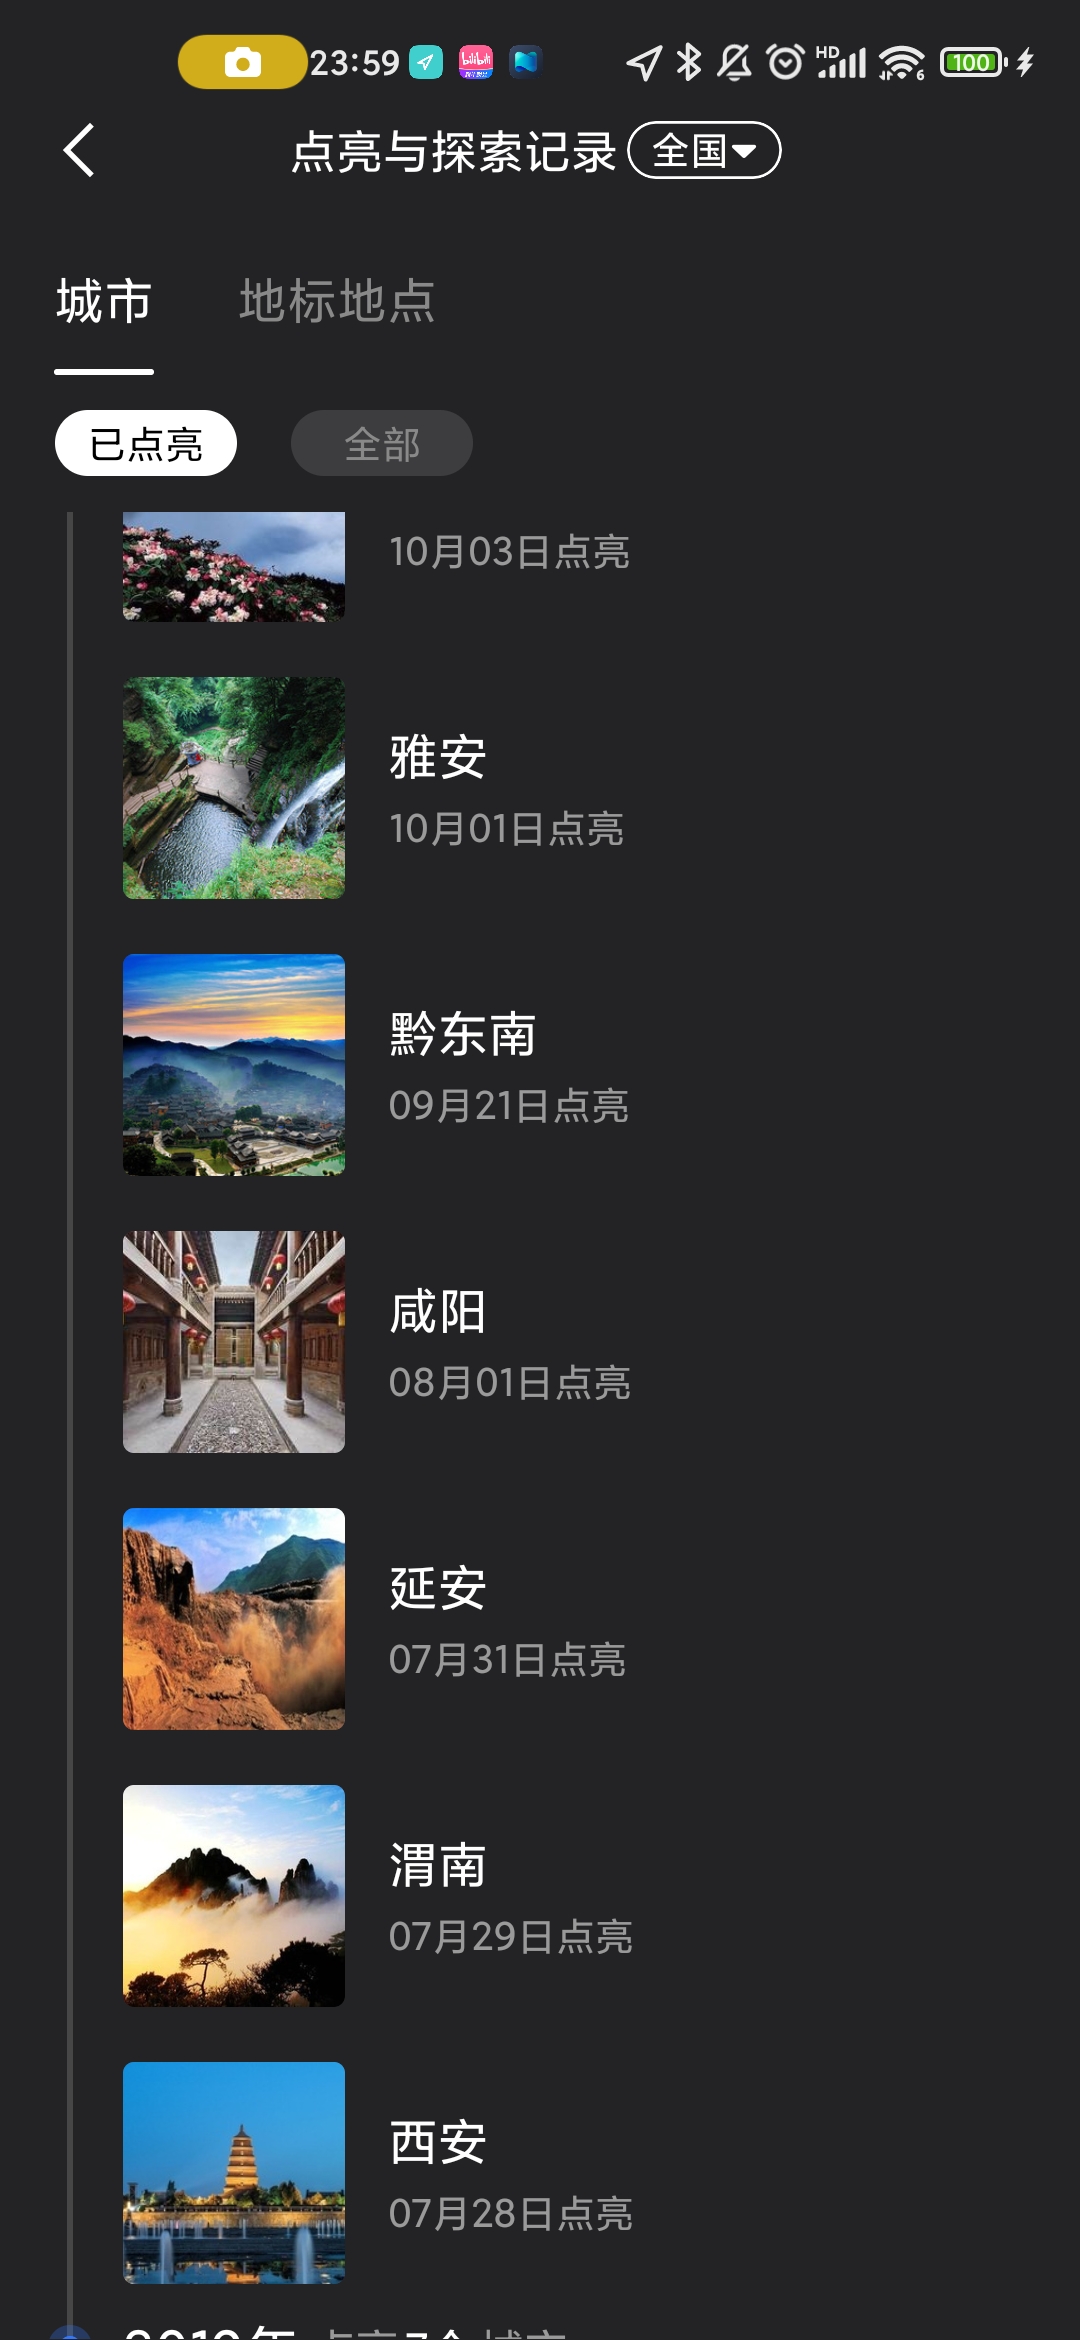 23:59
HD
6
100
点亮与探索记录 全国
城市 地标地点
已点亮 全部
10月03日点亮
雅安
10月01日点亮
黔东南
09月21日点亮
咸阳
08月01日点亮
延安
07月31日点亮
渭南
07月29日点亮
西安
07月28日点亮